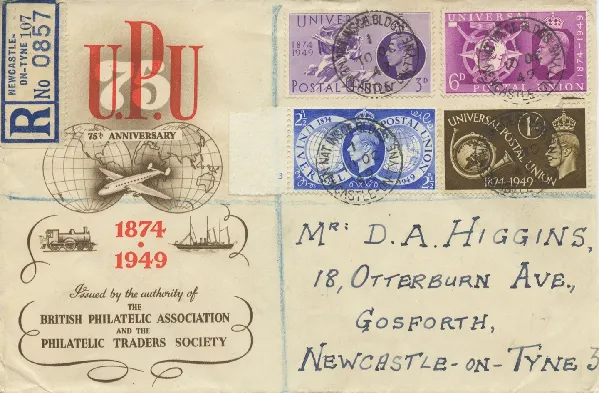 NEWCASTLE-
ON-TYNE 107
R No 0857
75
U.P.U
75th ANNIVERSARY
1874
•
1949
Issued by the authority of
THE
BRITISH PHILATELIC ASSOCIATION
AND THE
PHILATELIC TRADERS SOCIETY
UNIVERSAL
1874
1949
POSTAL
3D
UNIVERSAL
6D
POSTAL UNION
1874-1949
3
2½
POSTAL UNION
2½
UNIVERSAL POSTAL UNION
1/-
1874-1949
MR. D. A. HIGGINS,
18, OTTERBURN AVE.,
GOSFORTH,
NEWCASTLE-ON-TYNE 3